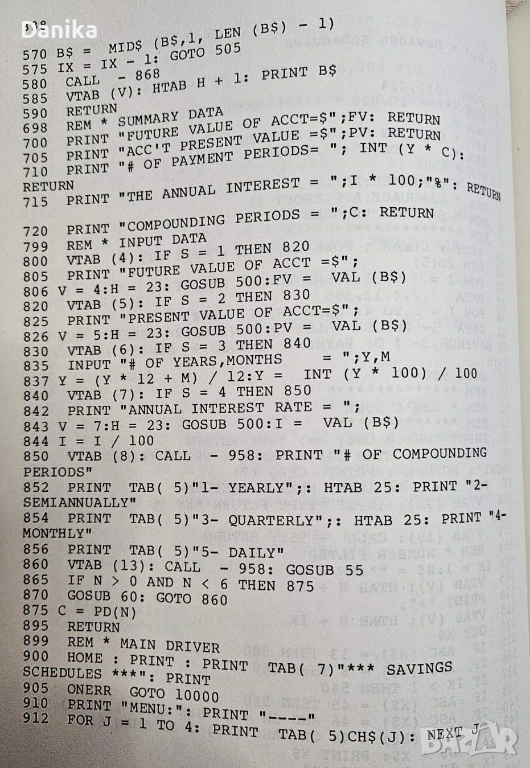 Danika
570 B$ = MID$ (B$,1, LEN (B$) - 1)
575 IX = IX - 1: GOTO 505
580 CALL - 868
585 VTAB (V): HTAB H + 1: PRINT B$
590 RETURN
698 REM * SUMMARY DATA
700 PRINT "FUTURE VALUE OF ACCT=$";FV: RETURN
705 PRINT "ACC'T PRESENT VALUE =$";PV: RETURN
710 PRINT "# OF PAYMENT PERIODS= "; INT (Y * C):
RETURN
715 PRINT "THE ANNUAL INTEREST = ";I * 100;"%": RETURN
720 PRINT "COMPOUNDING PERIODS = ";C: RETURN
799 REM * INPUT DATA
800 VTAB (4): IF S = 1 THEN 820
805 PRINT "FUTURE VALUE OF ACCT =$";
806 V = 4:H = 23: GOSUB 500:FV = VAL (B$)
820 VTAB (5): IF S = 2 THEN 830
825 PRINT "PRESENT VALUE OF ACCT=$";
826 V = 5:H = 23: GOSUB 500:PV = VAL (B$)
830 VTAB (6): IF S = 3 THEN 840
835 INPUT "# OF YEARS,MONTHS = ";Y,M
837 Y = (Y * 12 + M) / 12:Y = INT (Y * 100) / 100
840 VTAB (7): IF S = 4 THEN 850
842 PRINT "ANNUAL INTEREST RATE = ";
843 V = 7:H = 23: GOSUB 500:I = VAL (B$)
844 I = I / 100
850 VTAB (8): CALL - 958: PRINT "# OF COMPOUNDING
PERIODS"
852 PRINT TAB( 5)"1- YEARLY";: HTAB 25: PRINT "2-
SEMIANNUALLY"
854 PRINT TAB( 5)"3- QUARTERLY";: HTAB 25: PRINT "4-
MONTHLY"
856 PRINT TAB( 5)"5- DAILY"
860 VTAB (13): CALL - 958: GOSUB 55
865 IF N > 0 AND N < 6 THEN 875
870 GOSUB 60: GOTO 860
875 C = PD(N)
895 RETURN
899 REM * MAIN DRIVER
900 HOME : PRINT : PRINT TAB( 7)"*** SAVINGS
SCHEDULES ***": PRINT
905 ONERR GOTO 10000
910 PRINT "MENU:": PRINT "----"
912 FOR J = 1 TO 4: PRINT TAB( 5)CH$(J): NEXT J
bazar